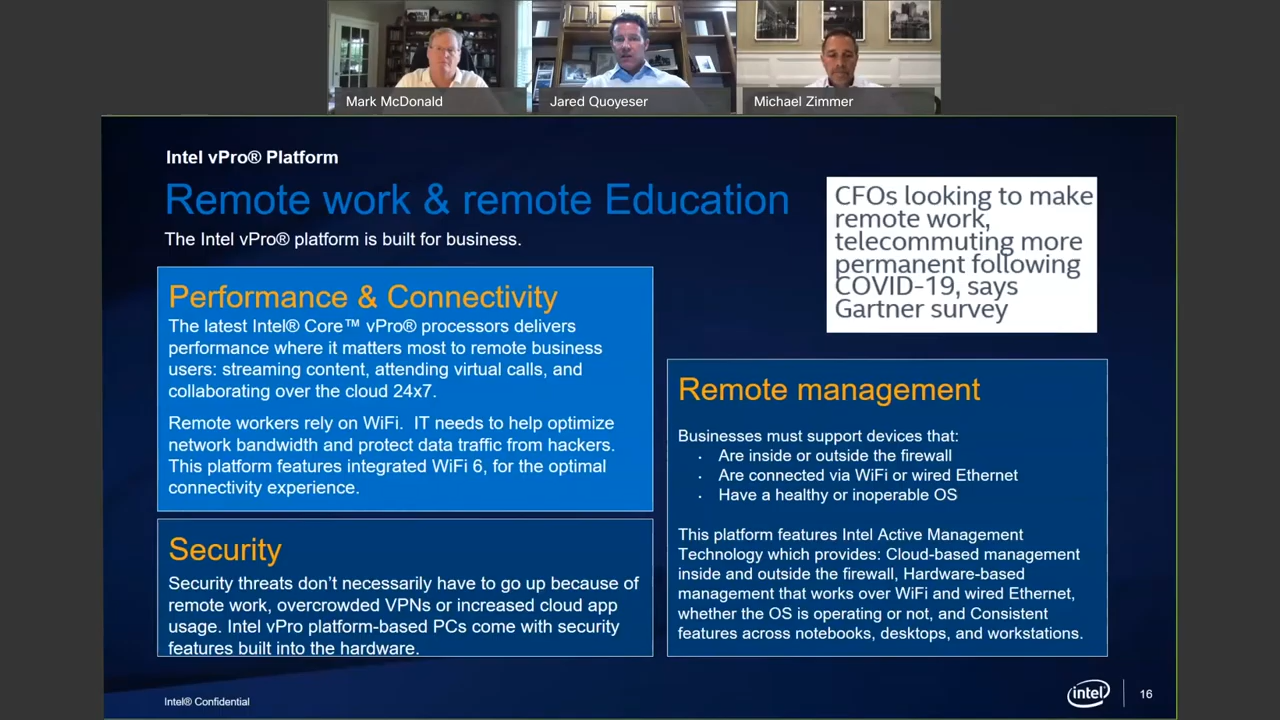 Mark McDonald
Jared Quoyeser
Michael Zimmer
Intel vPro® Platform
Remote work & remote Education
The Intel vPro® platform is built for business.
CFOs looking to make
remote work,
telecommuting more
permanent following
COVID-19, says
Gartner survey
Performance & Connectivity
The latest Intel® Core™ vPro® processors delivers
performance where it matters most to remote business
users: streaming content, attending virtual calls, and
collaborating over the cloud 24x7.
Remote workers rely on WiFi.  IT needs to help optimize
network bandwidth and protect data traffic from hackers.
This platform features integrated WiFi 6, for the optimal
connectivity experience.
Security
Security threats don’t necessarily have to go up because of
remote work, overcrowded VPNs or increased cloud app
usage. Intel vPro platform-based PCs come with security
features built into the hardware.
Remote management
Businesses must support devices that:
· Are inside or outside the firewall
· Are connected via WiFi or wired Ethernet
· Have a healthy or inoperable OS
This platform features Intel Active Management
Technology which provides: Cloud-based management
inside and outside the firewall, Hardware-based
management that works over WiFi and wired Ethernet,
whether the OS is operating or not, and Consistent
features across notebooks, desktops, and workstations.
Intel® Confidential
intel
16